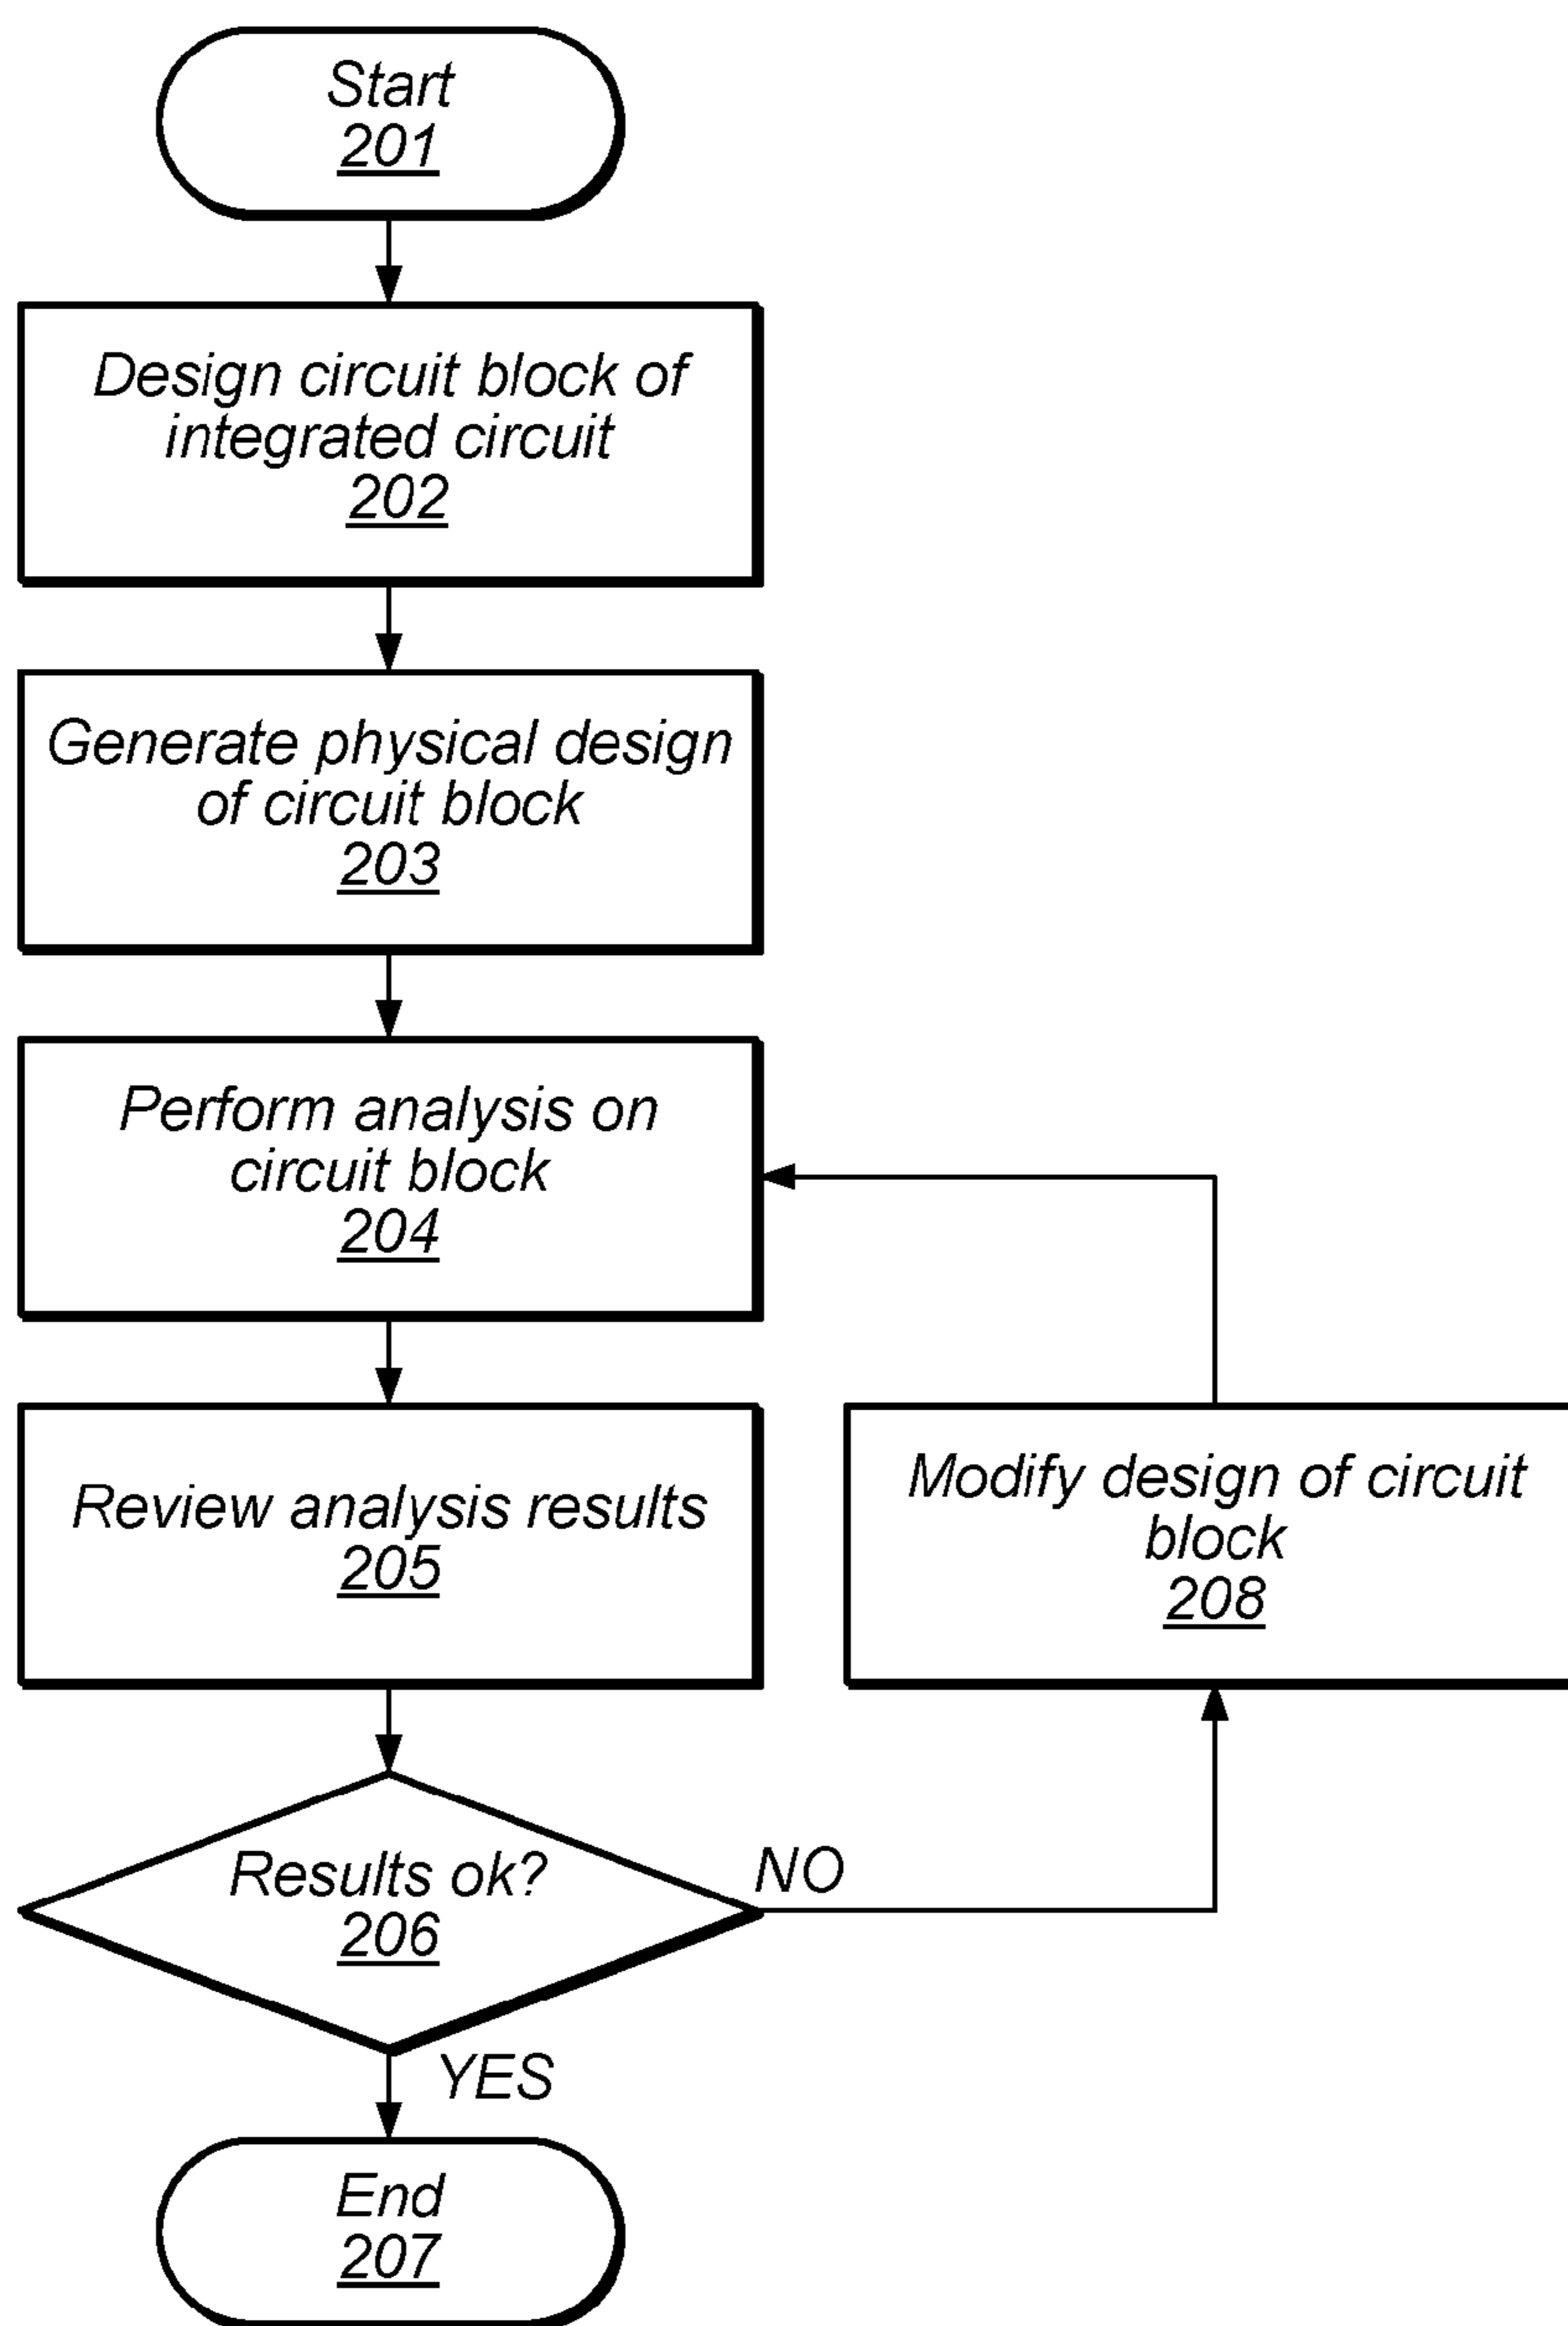 Start
201
Design circuit block of
integrated circuit
202
Generate physical design
of circuit block
203
Perform analysis on
circuit block
204
Review analysis results
205
Modify design of circuit
block
208
Results ok?
206
NO
YES
End
207